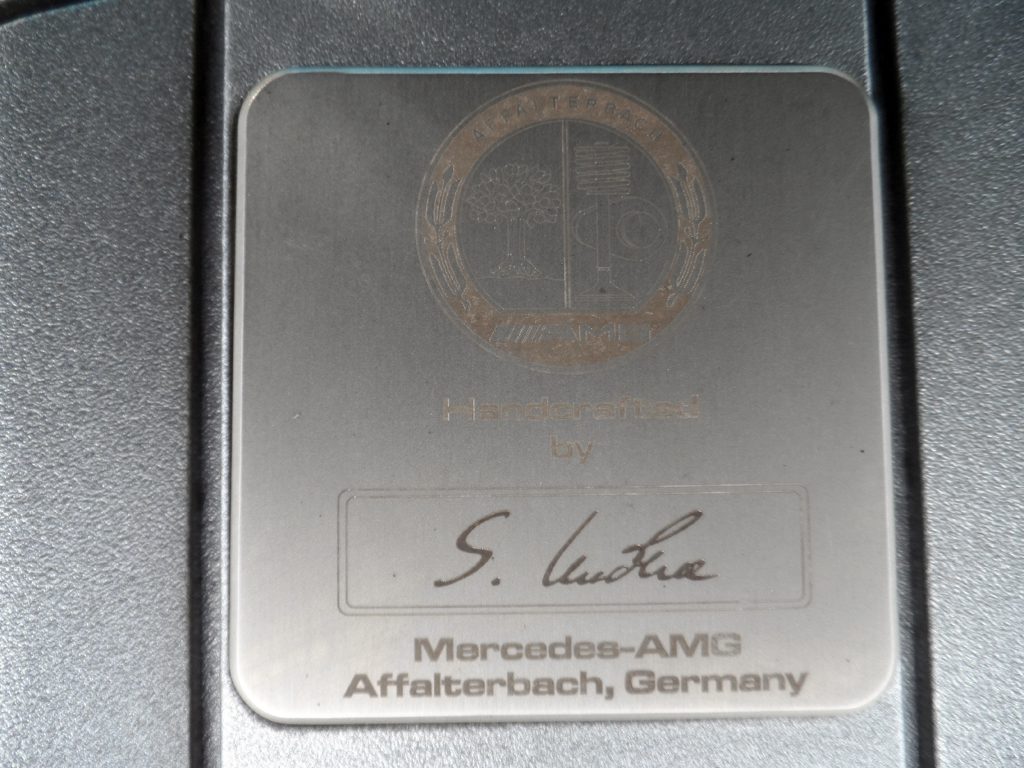 AFFALTERBACH
AMG
Handcrafted
by
S.
Mercedes-AMG
Affalterbach, Germany